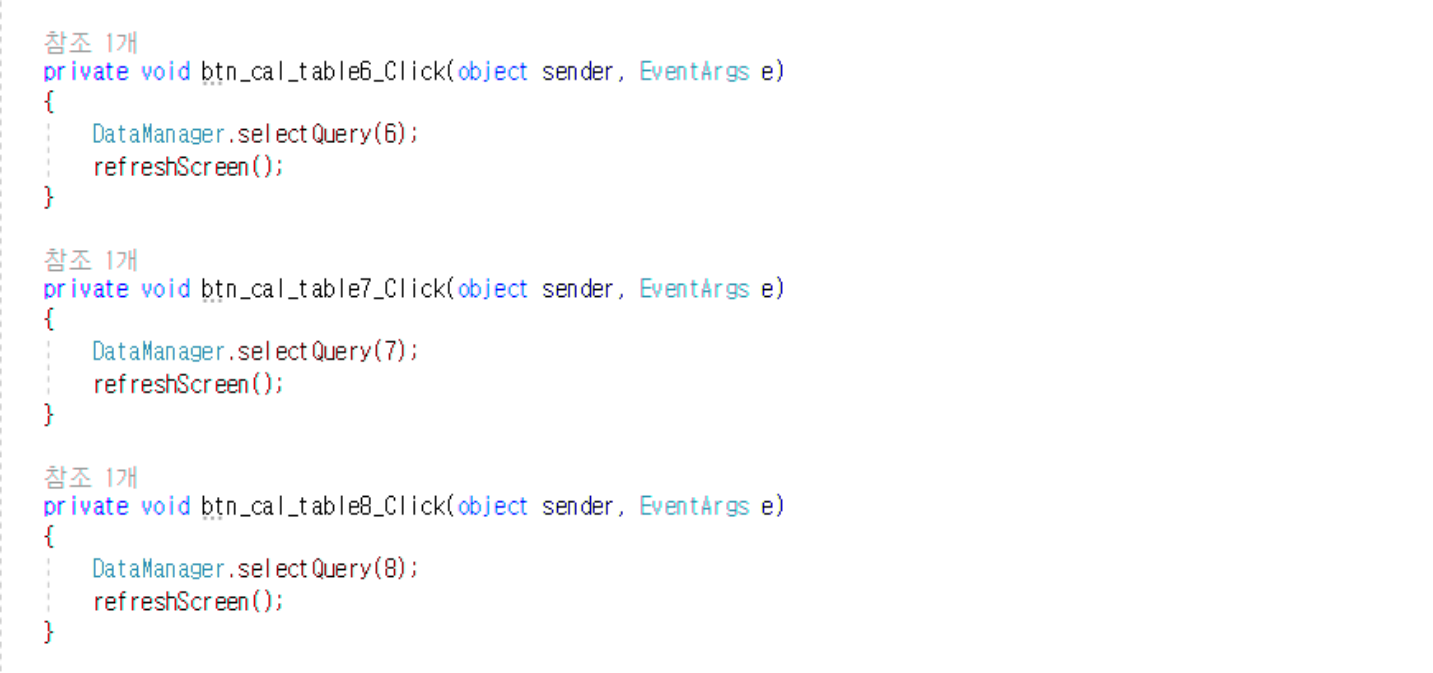 참조 1개
private void btn_cal_table6_Click(object sender, EventArgs e)
{
DataManager.selectQuery(6);
refreshScreen();
}
참조 1개
private void btn_cal_table7_Click(object sender, EventArgs e)
{
DataManager.selectQuery(7);
refreshScreen();
}
참조 1개
private void btn_cal_table8_Click(object sender, EventArgs e)
{
DataManager.selectQuery(8);
refreshScreen();
}